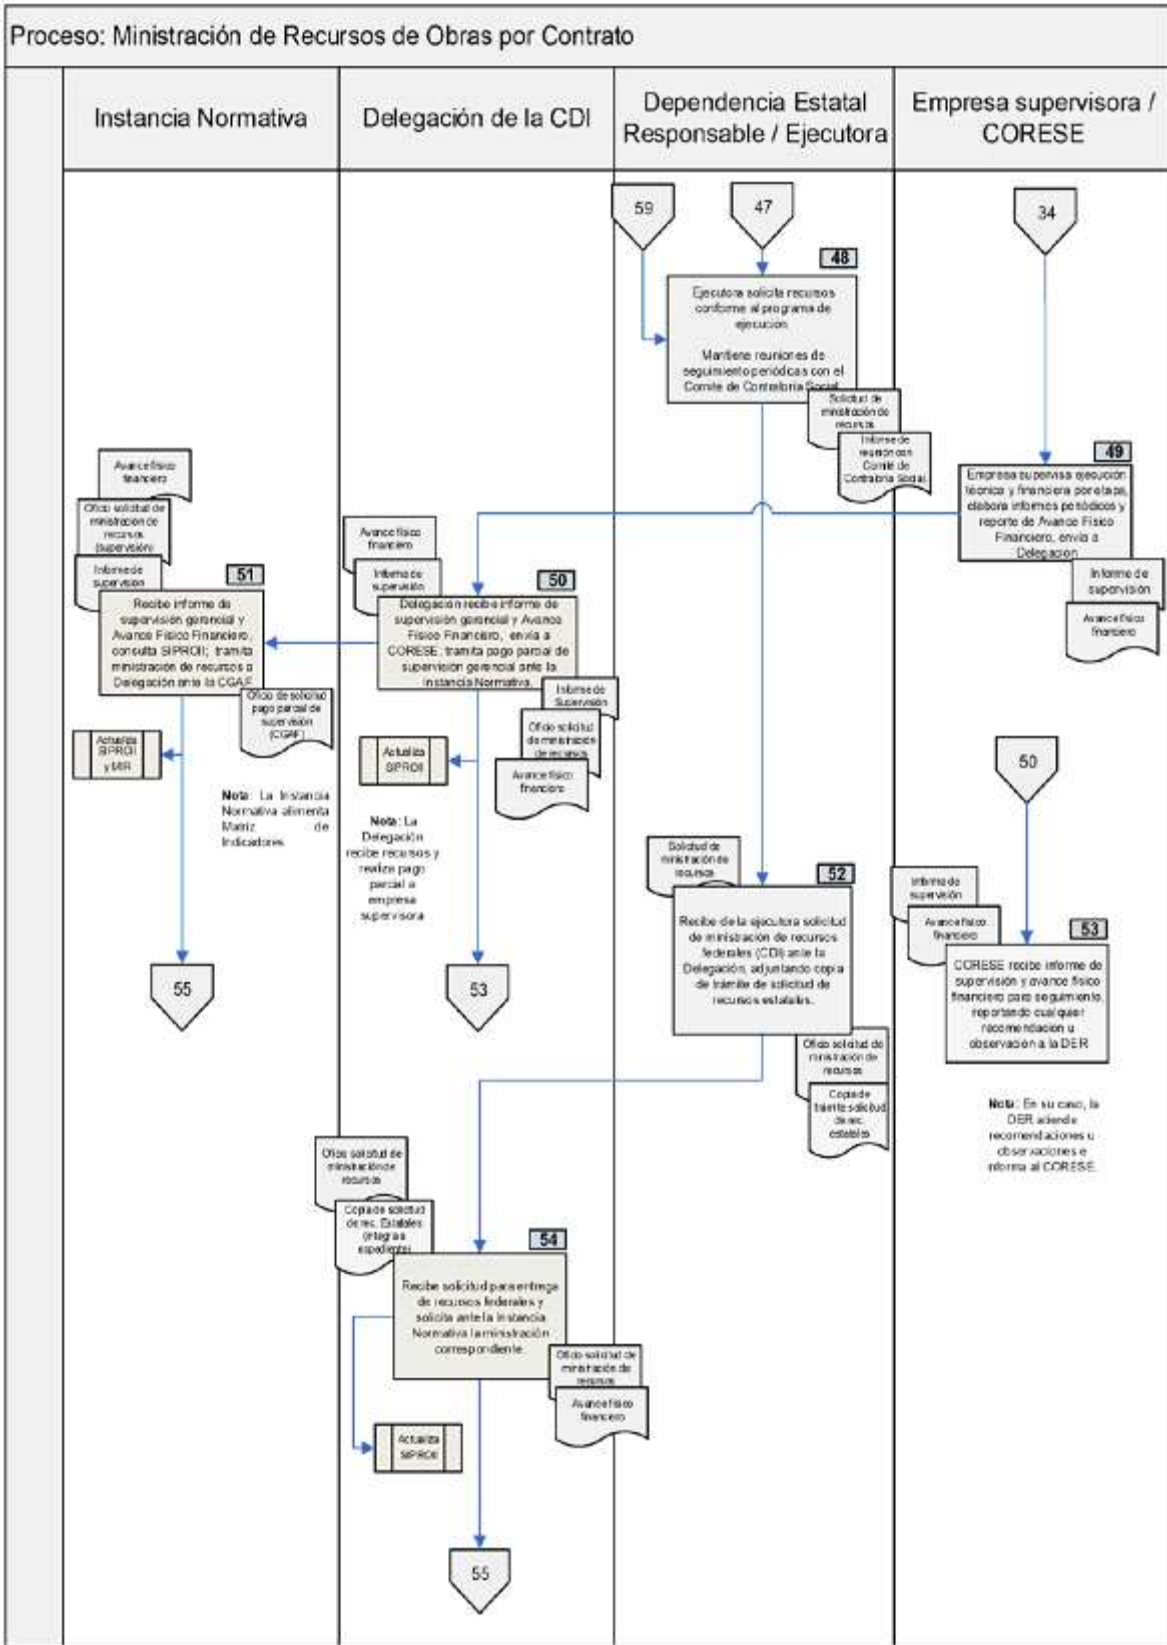 Proceso: Ministración de Recursos de Obras por Contrato
Instancia Normativa
Delegación de la CDI
Dependencia Estatal
Responsable / Ejecutora
Empresa supervisora /
CORESE
59
47
34
48
Ejecutora solicita recursos
conforme al programa de
ejecución
Mantiene reuniones de
seguimiento periódicas con el
Comité de Contraloría Social
Solicitud de
ministración de
recursos
Informe de
reunión con
Comité de
Contraloría Social
49
Empresa supervisa ejecución
técnica y financiera por etapa,
elabora informes periódicos y
reporte de Avance Físico
Financiero, envía a
Delegación
Informe de
supervisión
Avance físico
financiero
Avance físico
financiero
Informe de
supervisión
50
Delegación recibe informe de
supervisión gerencial y Avance
Físico Financiero, envía a
CORESE, tramita pago parcial
de supervisión gerencial ante la
Instancia Normativa.
Informe de
Supervisión
Oficio solicitud
de ministración
de recursos
Avance físico
financiero
Actualiza
SIPROII
Nota: La
Delegación
recibe recursos y
realiza pago
parcial a
empresa
supervisora
53
Avance físico
financiero
Oficio solicitud de
ministración de
recursos
(supervisión)
Informe de
supervisión
51
Recibe informe de
supervisión gerencial y
Avance Físico Financiero,
consulta SIPROII; tramita
ministración de recursos a
Delegación ante la CGAF
Oficio de solicitud
pago parcial de
supervisión
(CGAF)
Actualiza
SIPROII
y MIR
Nota: La Instancia
Normativa alimenta
Matriz de
Indicadores
55
Solicitud de
ministración de
recursos
52
Recibe de la ejecutora solicitud
de ministración de recursos
federales (CDI) ante la
Delegación, adjuntando copia
de trámite de solicitud de
recursos estatales.
Oficio solicitud de
ministración de
recursos
Copia de
trámite solicitud
de rec.
estatales
50
Informe de
supervisión
Avance físico
financiero
53
CORESE recibe informe de
supervisión y avance físico
financiero para seguimiento,
reportando cualquier
recomendación u
observación a la DER
Nota: En su caso, la
DER atiende
recomendaciones u
observaciones e
informa al CORESE.
Oficio solicitud de
ministración de
recursos
Copia de solicitud
de rec. Estatales
(integra a
expediente)
54
Recibe solicitud para entrega
de recursos federales y
solicita ante la Instancia
Normativa la ministración
correspondiente
Oficio solicitud de
ministración de
recursos
Avance físico
financiero
Actualiza
SIPROII
55